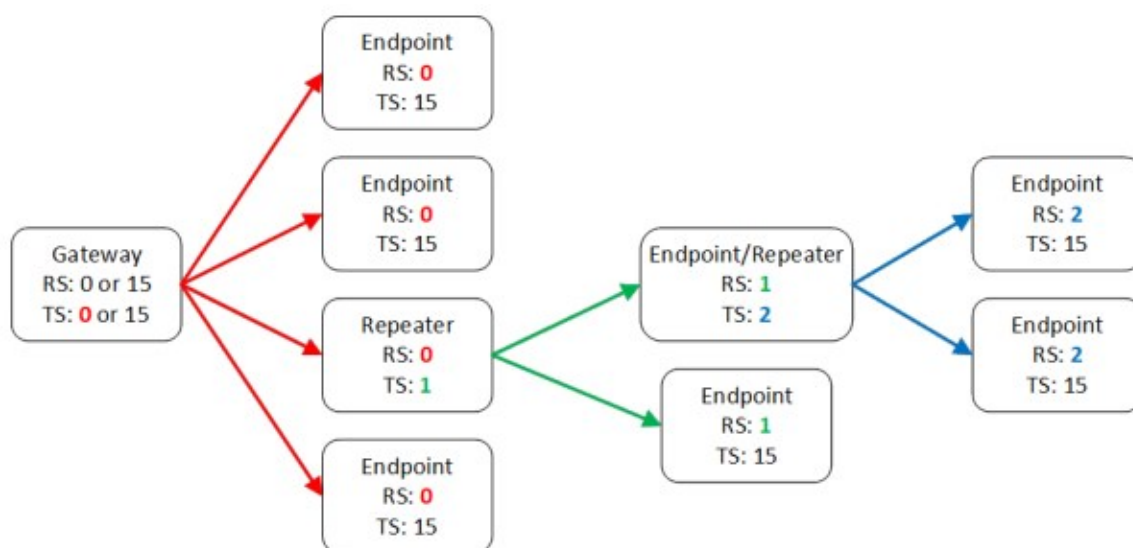 Endpoint
RS: 0
TS: 15
Endpoint
RS: 0
TS: 15
Gateway
RS: 0 or 15
TS: 0 or 15
Repeater
RS: 0
TS: 1
Endpoint
RS: 0
TS: 15
Endpoint/Repeater
RS: 1
TS: 2
Endpoint
RS: 1
TS: 15
Endpoint
RS: 2
TS: 15
Endpoint
RS: 2
TS: 15